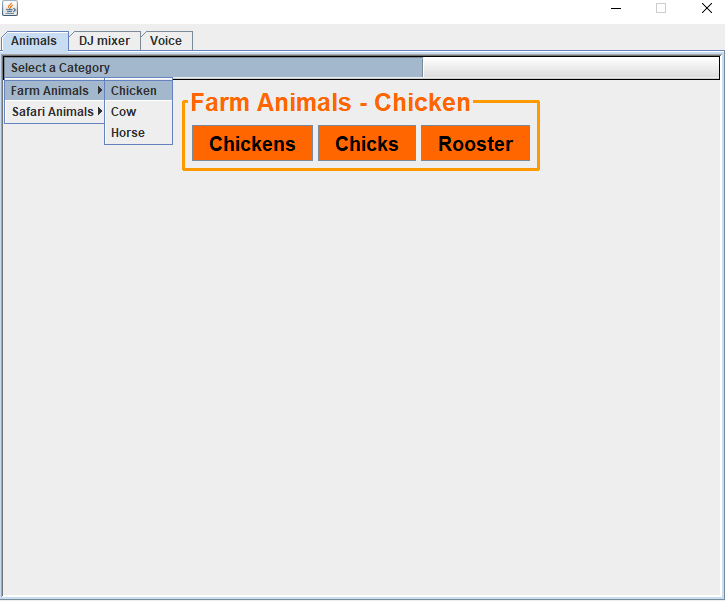 Animals DJ mixer Voice
Select a Category
Farm Animals
Safari Animals
Chicken
Cow
Horse
Farm Animals - Chicken
Chickens Chicks Rooster